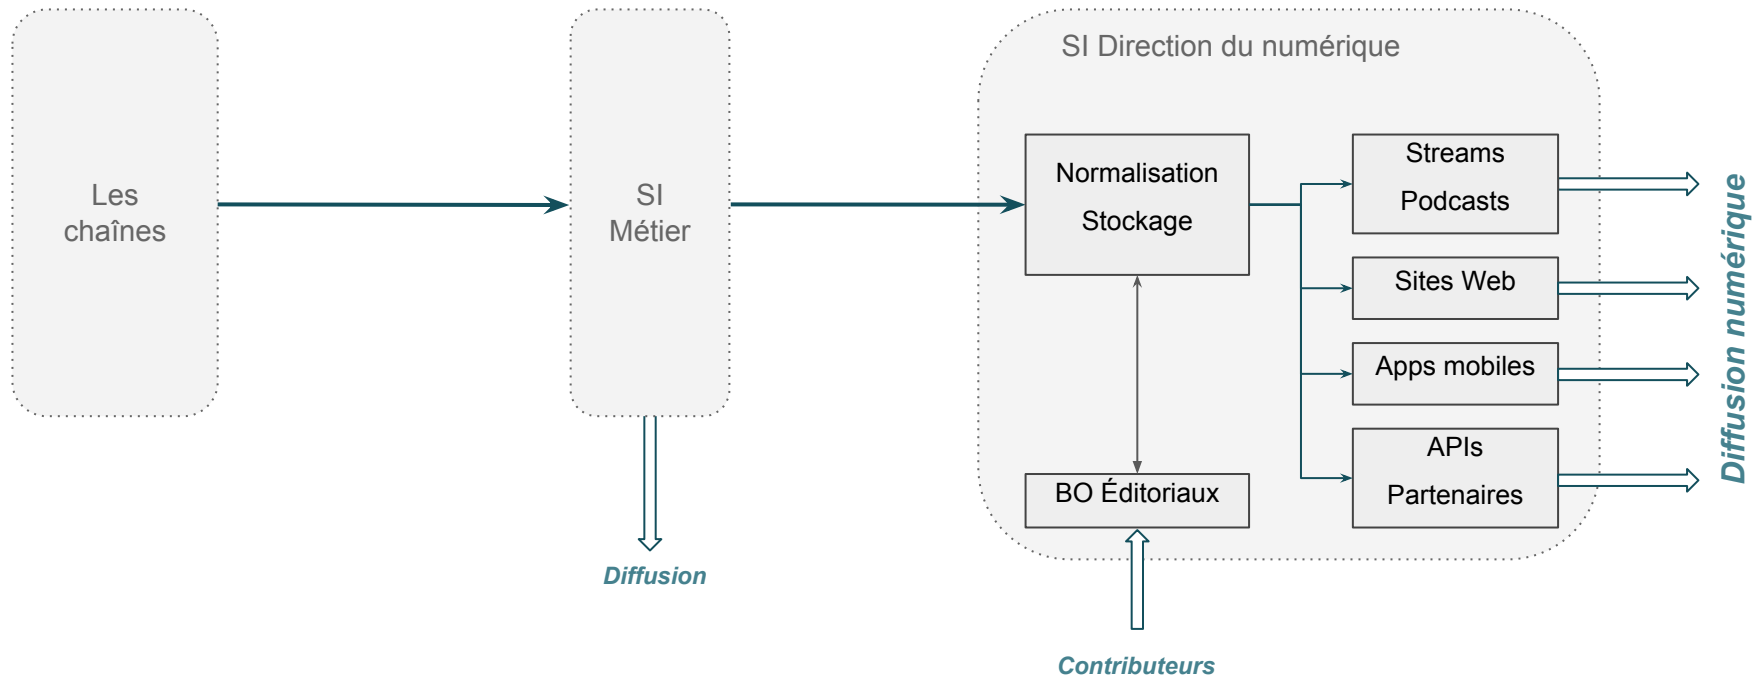 SI Direction du numérique
Les
chaînes
SI
Métier
Normalisation
Stockage
Streams
Podcasts
Sites Web
Apps mobiles
APIs
Partenaires
BO Éditoriaux
Diffusion numérique
Diffusion
Contributeurs